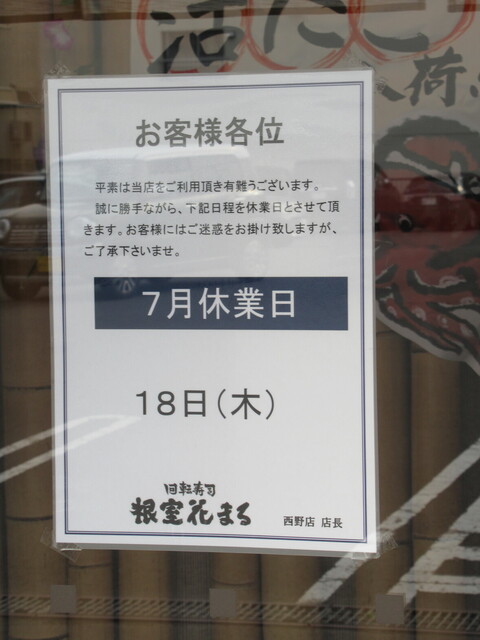 活たこ
入荷
お客様各位
平素は当店をご利用頂き有難うございます。
誠に勝手ながら、下記日程を休業日とさせて頂
きます。お客様にはご迷惑をお掛け致しますが、
ご了承下さいませ。
7月休業日
18日(木)
回転寿司
根室花まる
西野店 店長